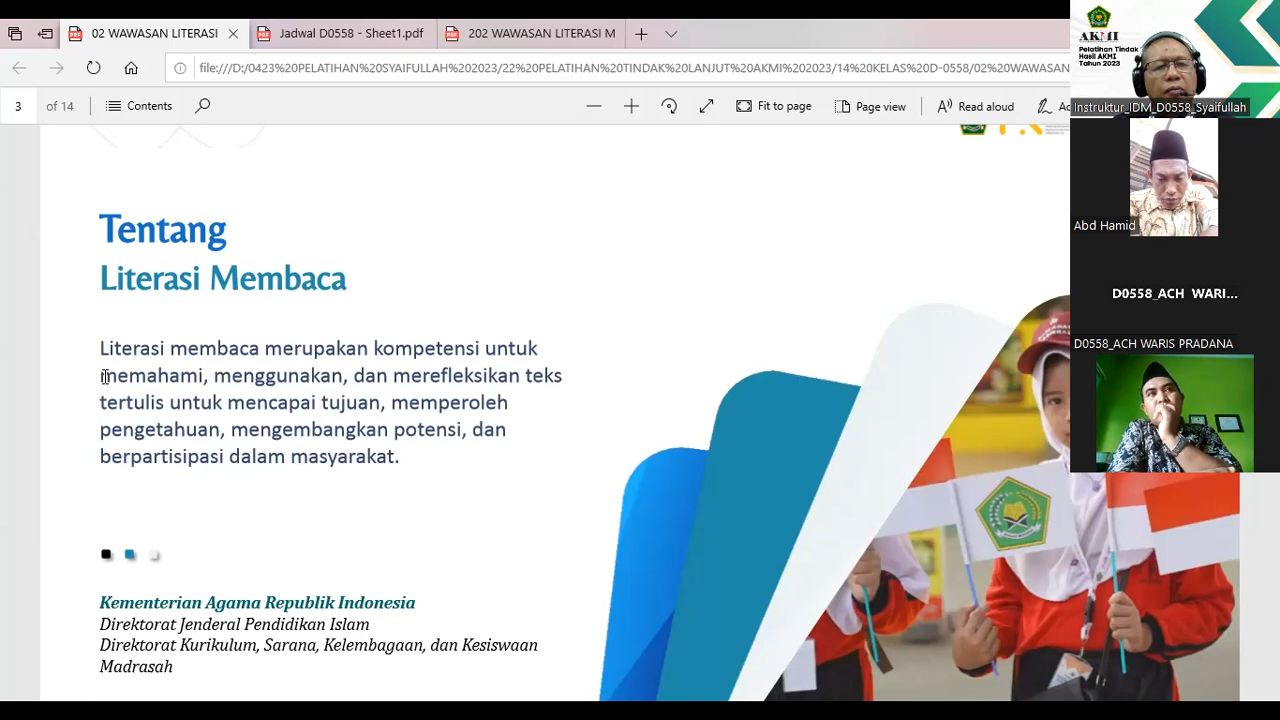 02 WAWASAN LITERASI
Jadwal D0558 - Sheet1.pdf
202 WAWASAN LITERASI M
file:///D:/0423%20PELATIHAN%20SYAIFULLAH%202023/22%20PELATIHAN%20TINDAK%20LANJUT%20AKMI%202023/14%20KELAS%20D-0558/02%20WAWASAN
3 of 14
Contents
Fit to page
Page view
Read aloud
Tentang
Literasi Membaca
Literasi membaca merupakan kompetensi untuk
memahami, menggunakan, dan merefleksikan teks
tertulis untuk mencapai tujuan, memperoleh
pengetahuan, mengembangkan potensi, dan
berpartisipasi dalam masyarakat.
Kementerian Agama Republik Indonesia
Direktorat Jenderal Pendidikan Islam
Direktorat Kurikulum, Sarana, Kelembagaan, dan Kesiswaan
Madrasah
AKMI
Pelatihan Tindak
Hasil AKMI
Tahun 2023
Instruktur_IDM_D0558_Syaifullah
Abd Hamid
D0558_ACH WARI...
D0558_ACH WARIS PRADANA